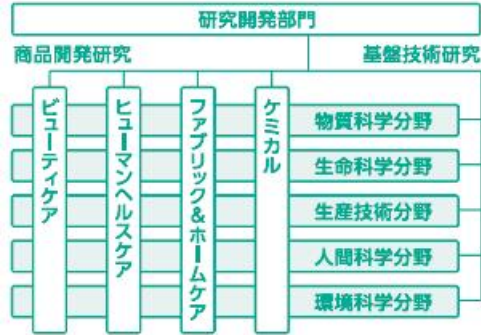 研究開発部門
商品開発研究
基盤技術研究
ビューティケア
ヒューマンヘルスケア
ファブリック&ホームケア
ケミカル
物質科学分野
生命科学分野
生産技術分野
人間科学分野
環境科学分野